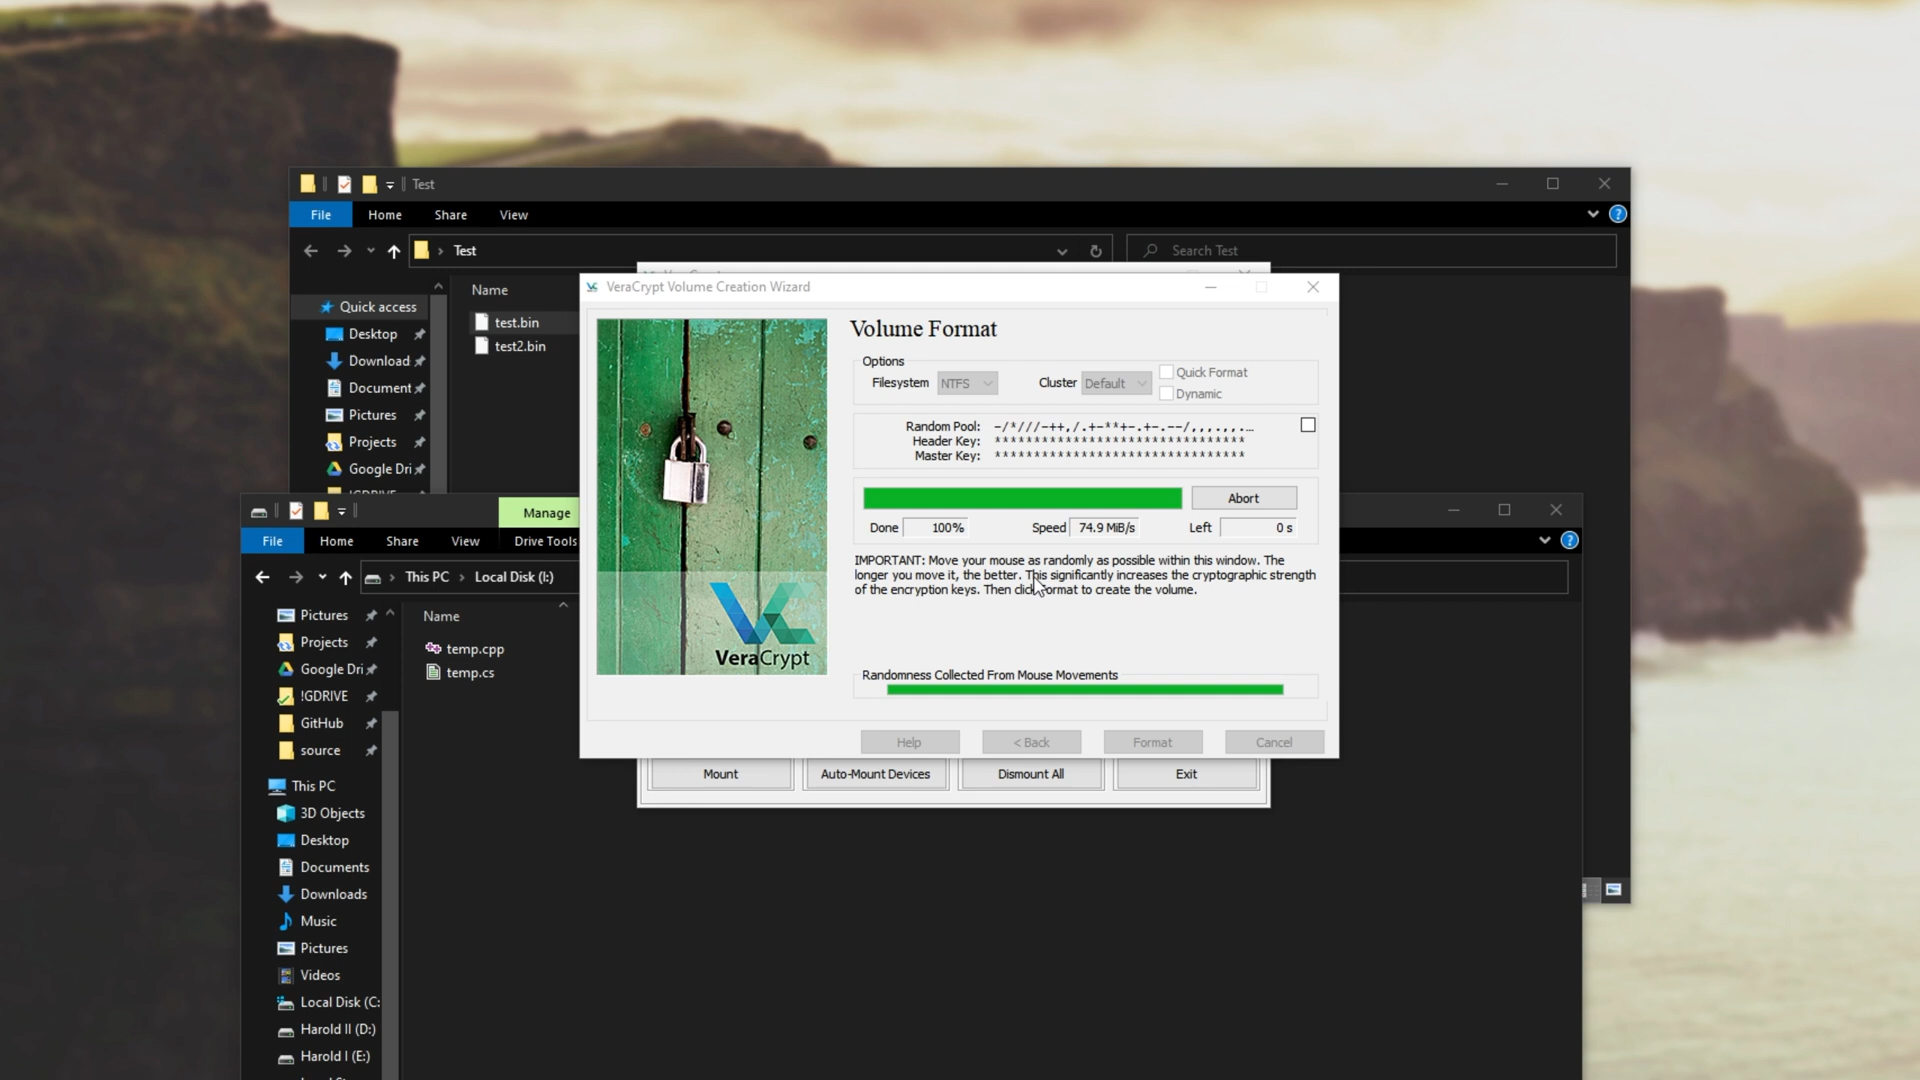 Test
File Home Share View
Test
Search Test
Name
Quick access
test.bin
Desktop
test2.bin
Download
Document
Pictures
Projects
Google Dri
VeraCrypt Volume Creation Wizard
Volume Format
Options
Filesystem NTFS Cluster Default Quick Format
Dynamic
Random Pool: -/*///-++,/.+-**+-.+-.--/,,,.,,.…
Header Key: ********************************
Master Key: ********************************
Abort
Done 100% Speed 74.9 MiB/s Left 0 s
IMPORTANT: Move your mouse as randomly as possible within this window. The
longer you move it, the better. This significantly increases the cryptographic strength
of the encryption keys. Then click Format to create the volume.
VeraCrypt
Randomness Collected From Mouse Movements
Help < Back Format Cancel
Mount Auto-Mount Devices Dismount All Exit
Manage
File Home Share View Drive Tools
This PC Local Disk (I:)
Name
Pictures
Projects
Google Dri
!GDRIVE
GitHub
source
temp.cpp
temp.cs
This PC
3D Objects
Desktop
Documents
Downloads
Music
Pictures
Videos
Local Disk (C:
Harold II (D:)
Harold I (E:)